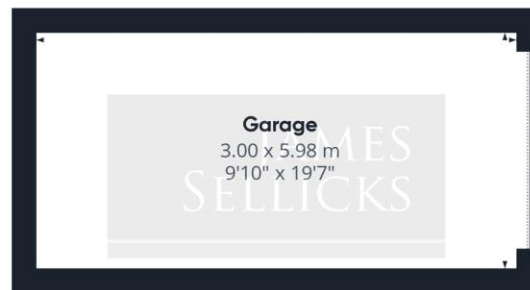 Garage
3.00 x 5.98 m
9'10" x 19'7"
JAMES
SELLICKS